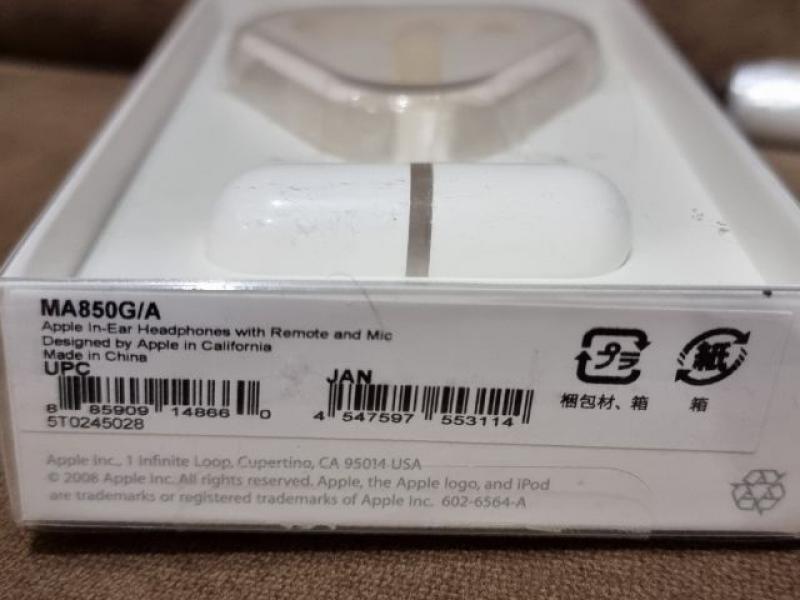 MA850G/A
Apple In-Ear Headphones with Remote and Mic
Designed by Apple in California
Made in China
UPC
8 85909 14866 0
5T0245028
JAN
4 547597 553114
プラ
梱包材、箱
紙
箱
Apple Inc., 1 Infinite Loop, Cupertino, CA 95014 USA
© 2008 Apple Inc. All rights reserved. Apple, the Apple logo, and iPod
are trademarks or registered trademarks of Apple Inc. 602-6564-A